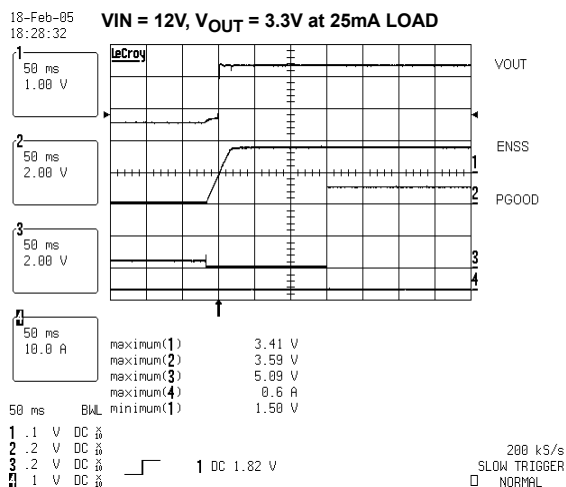 18-Feb-05
18:28:32
VIN = 12V, VOUT = 3.3V at 25mA LOAD
LeCroy
1
50 ms
1.00 V
VOUT
2
50 ms
2.00 V
ENSS
1
2
PGOOD
3
50 ms
2.00 V
3
4
4
50 ms
10.0 A
maximum(1) 3.41 V
maximum(2) 3.59 V
maximum(3) 5.09 V
maximum(4) 0.6 A
minimum(1) 1.50 V
50 ms BWL
1 .1 V DC
2 .2 V DC
3 .2 V DC
4 1 V DC
1 DC 1.82 V
200 kS/s
SLOW TRIGGER
NORMAL